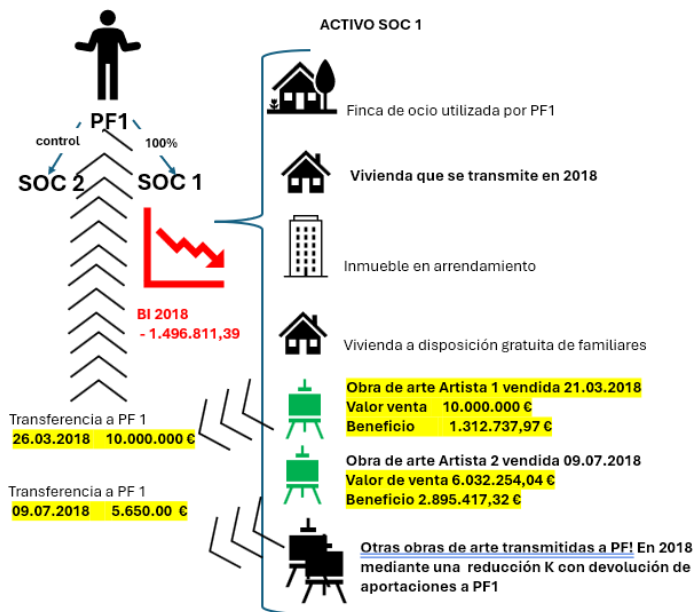 ACTIVO SOC 1
PF1
control
100%
SOC 2
SOC 1
BI 2018
- 1.496.811,39
Finca de ocio utilizada por PF1
Vivienda que se transmite en 2018
Inmueble en arrendamiento
Vivienda a disposición gratuita de familiares
Obra de arte Artista 1 vendida 21.03.2018
Valor venta 10.000.000 €
Beneficio 1.312.737,97 €
Transferencia a PF 1
26.03.2018 10.000.000 €
Obra de arte Artista 2 vendida 09.07.2018
Valor de venta 6.032.254,04 €
Beneficio 2.895.417,32 €
Transferencia a PF 1
09.07.2018 5.650.00 €
Otras obras de arte transmitidas a PF! En 2018
mediante una reducción K con devolución de
aportaciones a PF1